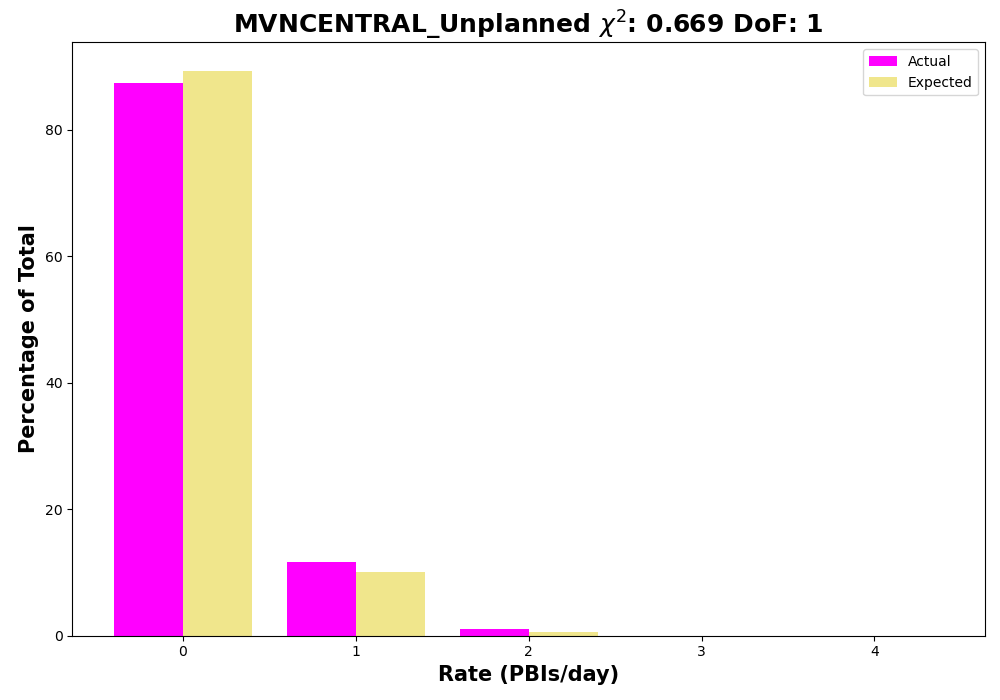 MVNCENTRAL_Unplanned χ²: 0.669 DoF: 1
Actual
Expected
Percentage of Total
80
60
40
20
0
0 1 2 3 4
Rate (PBIs/day)